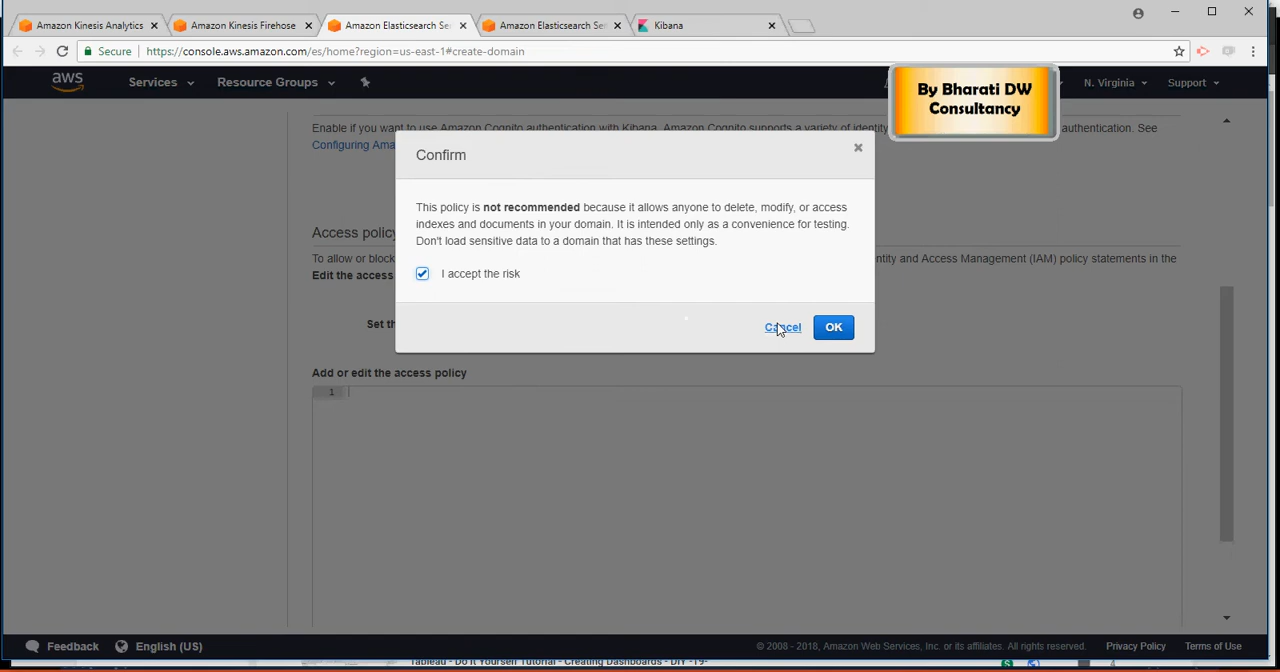 Amazon Kinesis Analytics
Amazon Kinesis Firehose
Amazon Elasticsearch Se
Amazon Elasticsearch Se
Kibana
Secure
https://console.aws.amazon.com/es/home?region=us-east-1#create-domain
aws
Services
Resource Groups
N. Virginia
Support
By Bharati DW
Consultancy
Enable if you want to use Amazon Cognito authentication with Kibana. Amazon Cognito supports a variety of identity authentication. See
Configuring Ama
Confirm
This policy is not recommended because it allows anyone to delete, modify, or access
indexes and documents in your domain. It is intended only as a convenience for testing.
Don't load sensitive data to a domain that has these settings.
I accept the risk
Cancel
OK
Access policy
To allow or block ntity and Access Management (IAM) policy statements in the
Edit the access
Set th
Add or edit the access policy
1
Feedback
English (US)
© 2008 - 2018, Amazon Web Services, Inc. or its affiliates. All rights reserved.
Privacy Policy
Terms of Use
Tableau - Do it Yourself Tutorial - Creating Dashboards - DIY -19-